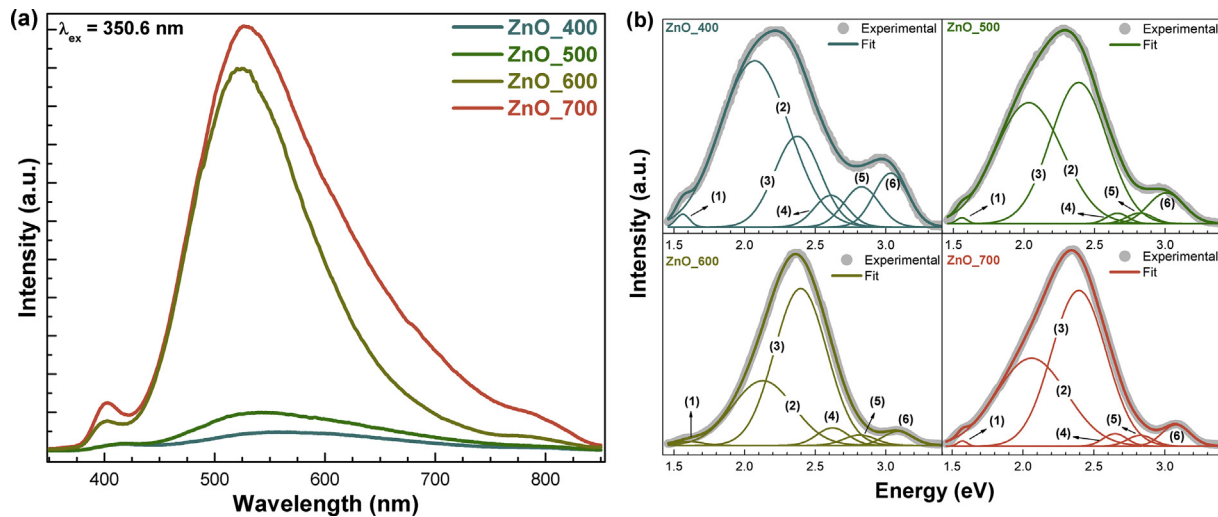 (a)
λex = 350.6 nm
ZnO_400
ZnO_500
ZnO_600
ZnO_700
Intensity (a.u.)
400
500
600
700
800
Wavelength (nm)
(b)
ZnO_400
Experimental
Fit
(1)
(2)
(3)
(4)
(5)
(6)
1.5
2.0
2.5
3.0
ZnO_500
Experimental
Fit
(1)
(2)
(3)
(4)
(5)
(6)
1.5
2.0
2.5
3.0
ZnO_600
Experimental
Fit
(1)
(2)
(3)
(4)
(5)
(6)
1.5
2.0
2.5
3.0
ZnO_700
Experimental
Fit
(1)
(2)
(3)
(4)
(5)
(6)
1.5
2.0
2.5
3.0
Intensity (a.u.)
Energy (eV)